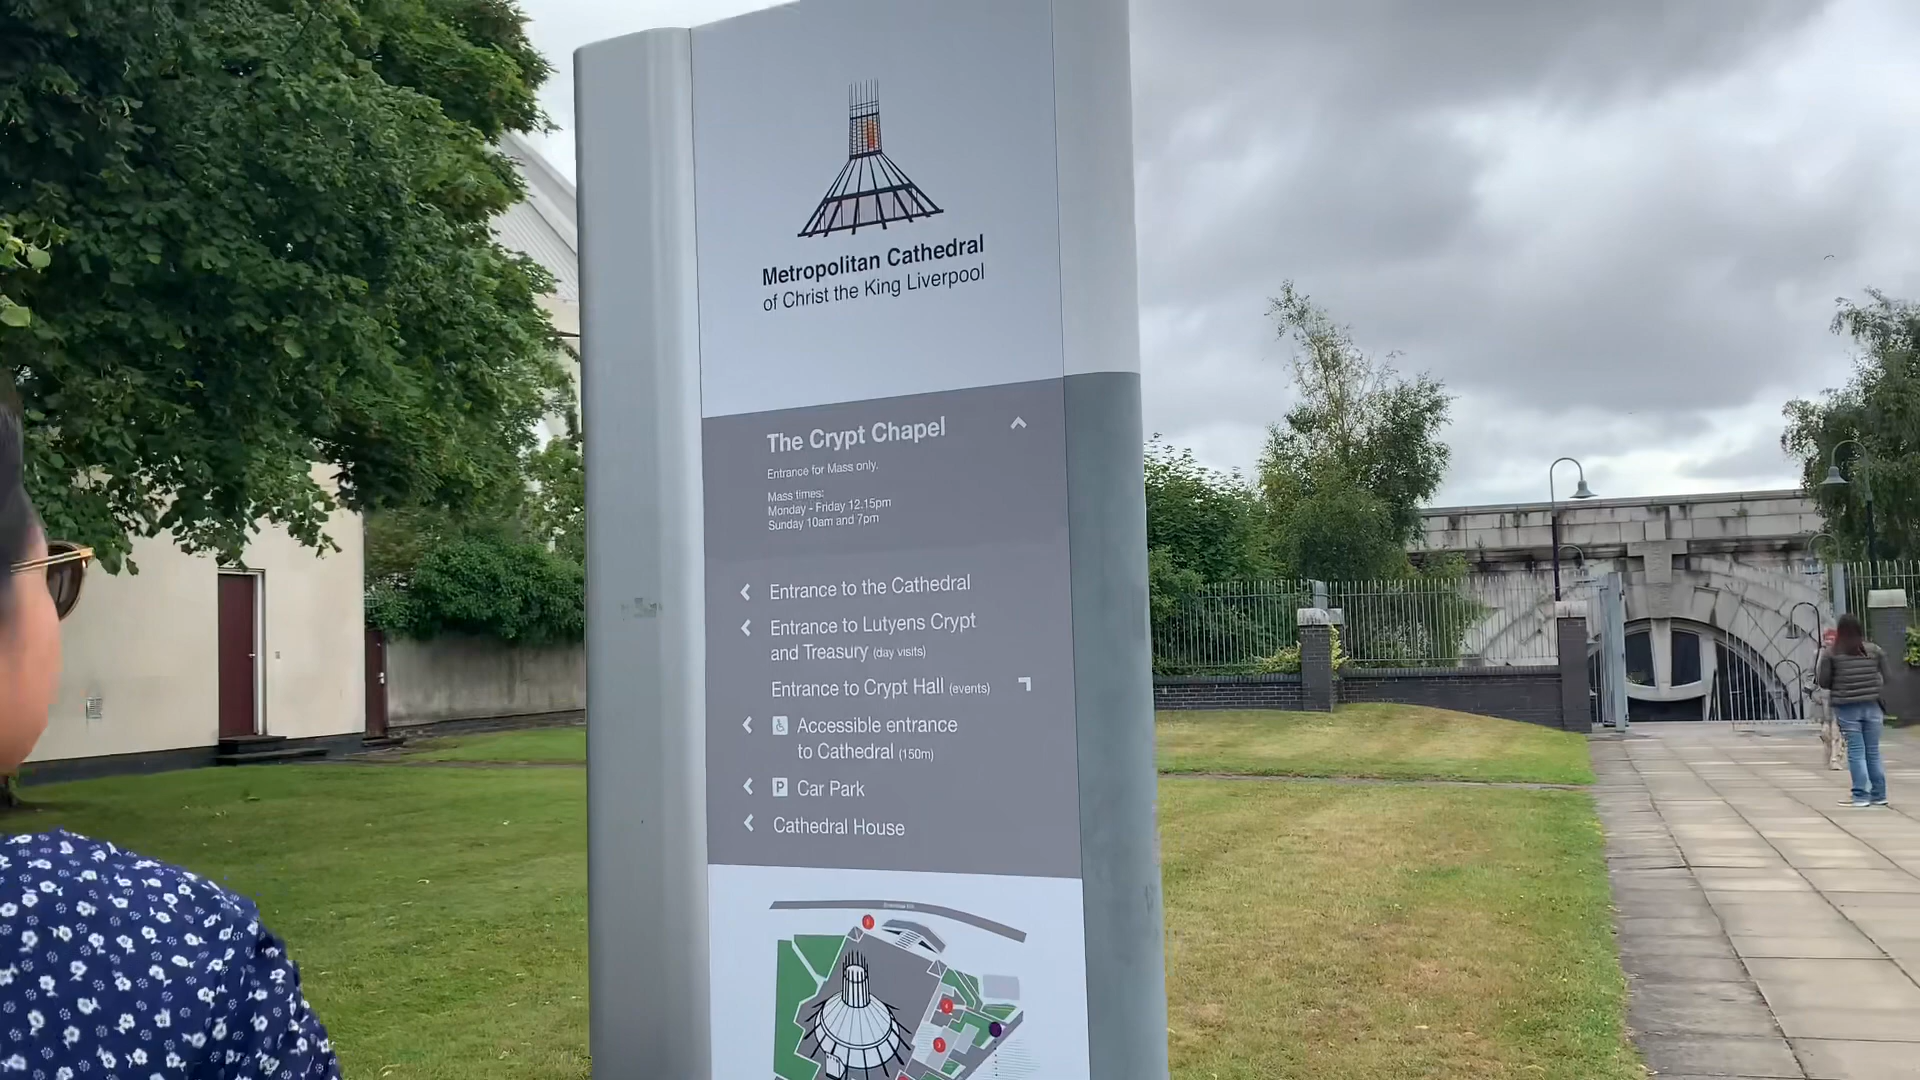 Metropolitan Cathedral
of Christ the King Liverpool
The Crypt Chapel
Entrance for Mass only.
Mass times:
Monday - Friday 12.15pm
Sunday 10am and 7pm
Entrance to the Cathedral
Entrance to Lutyens Crypt
and Treasury (day visits)
Entrance to Crypt Hall (events)
Accessible entrance
to Cathedral (150m)
P Car Park
Cathedral House